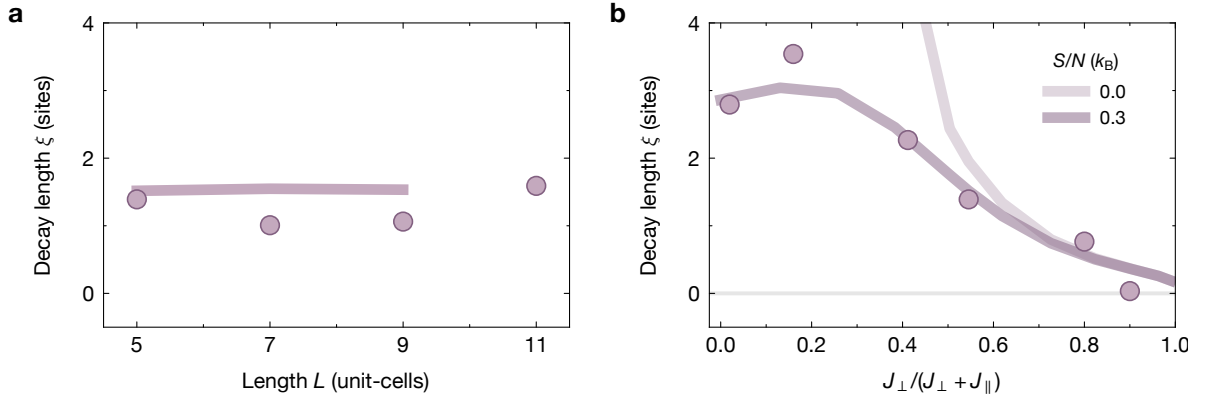 a
4
2
0
Decay length ξ (sites)
5
7
9
11
Length L (unit-cells)
b
4
2
0
Decay length ξ (sites)
S/N (k_B)
0.0
0.3
0.0
0.2
0.4
0.6
0.8
1.0
J⊥/(J⊥ + J∥)